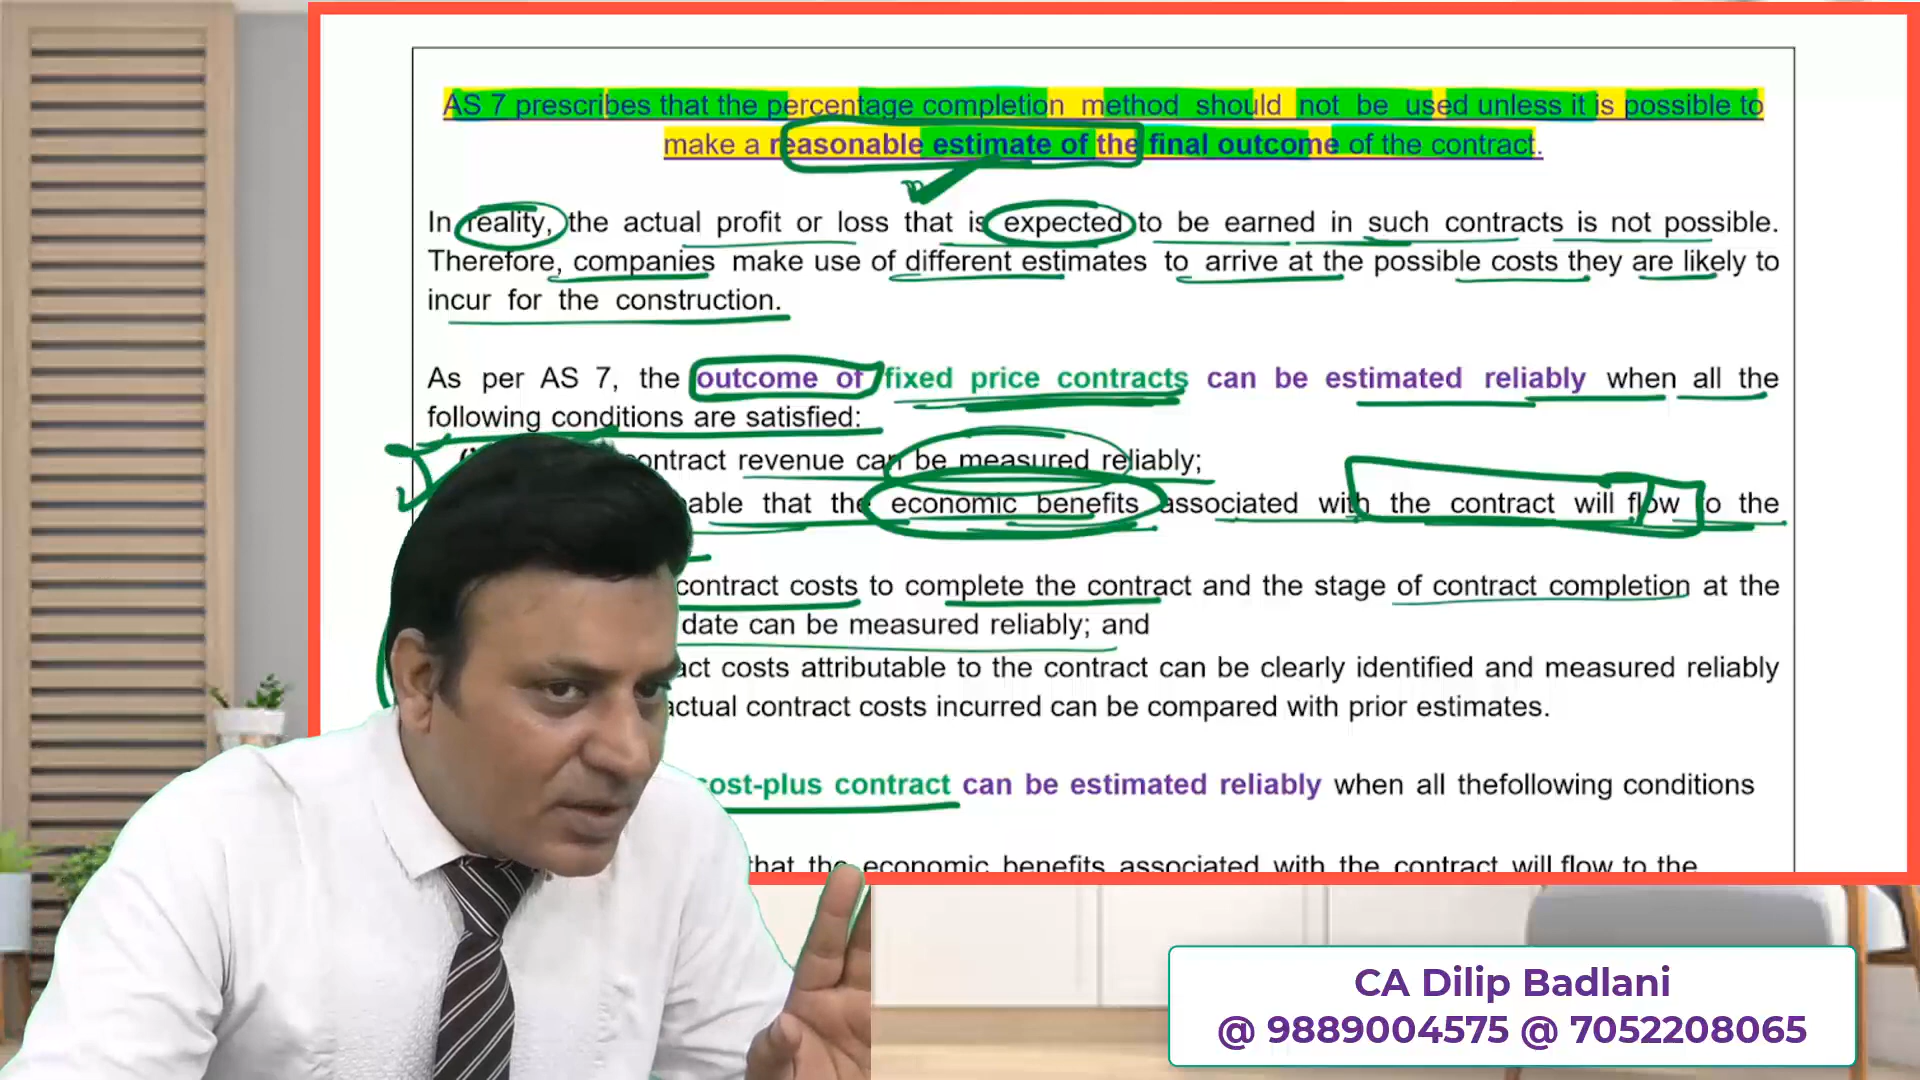 AS 7 prescribes that the percentage completion method should not be used unless it is possible to
make a reasonable estimate of the final outcome of the contract.
In reality, the actual profit or loss that is expected to be earned in such contracts is not possible.
Therefore, companies make use of different estimates to arrive at the possible costs they are likely to
incur for the construction.
As per AS 7, the outcome of fixed price contracts can be estimated reliably when all the
following conditions are satisfied:
contract revenue can be measured reliably;
that the economic benefits associated with the contract will flow to the
contract costs to complete the contract and the stage of contract completion at the
date can be measured reliably; and
costs attributable to the contract can be clearly identified and measured reliably
actual contract costs incurred can be compared with prior estimates.
cost-plus contract can be estimated reliably when all thefollowing conditions
that the economic benefits associated with the contract will flow to the
CA Dilip Badlani
@ 9889004575 @ 7052208065